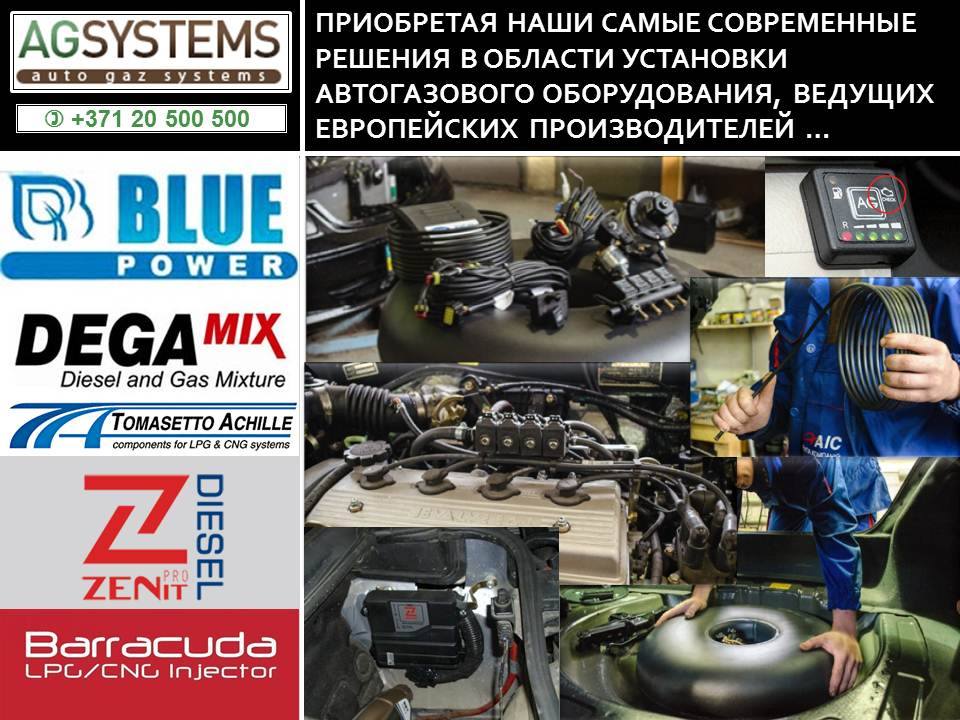 AGSYSTEMS
auto gaz systems
+371 20 500 500
ПРИОБРЕТАЯ НАШИ САМЫЕ СОВРЕМЕННЫЕ
РЕШЕНИЯ В ОБЛАСТИ УСТАНОВКИ
АВТОГАЗОВОГО ОБОРУДОВАНИЯ, ВЕДУЩИХ
ЕВРОПЕЙСКИХ ПРОИЗВОДИТЕЛЕЙ ...
BLUE
POWER
DEGAMIX
Diesel and Gas Mixture
TOMASETTO ACHILLE
components for LPG & CNG systems
ZENIT PRO
DIESEL
BARRACUDA
LPG/CNG Injector
AG
CHECK
R
AIC